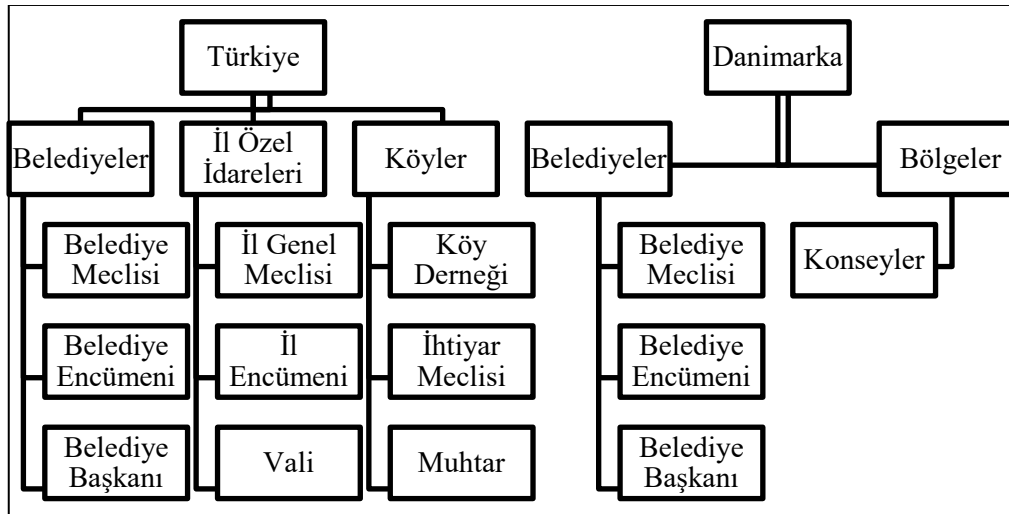 Türkiye
Danimarka
Belediyeler
İl Özel
İdareleri
Köyler
Belediyeler
Bölgeler
Belediye
Meclisi
İl Genel
Meclisi
Köy
Derneği
Belediye
Meclisi
Konseyler
Belediye
Encümeni
İl
Encümeni
İhtiyar
Meclisi
Belediye
Encümeni
Belediye
Başkanı
Vali
Muhtar
Belediye
Başkanı